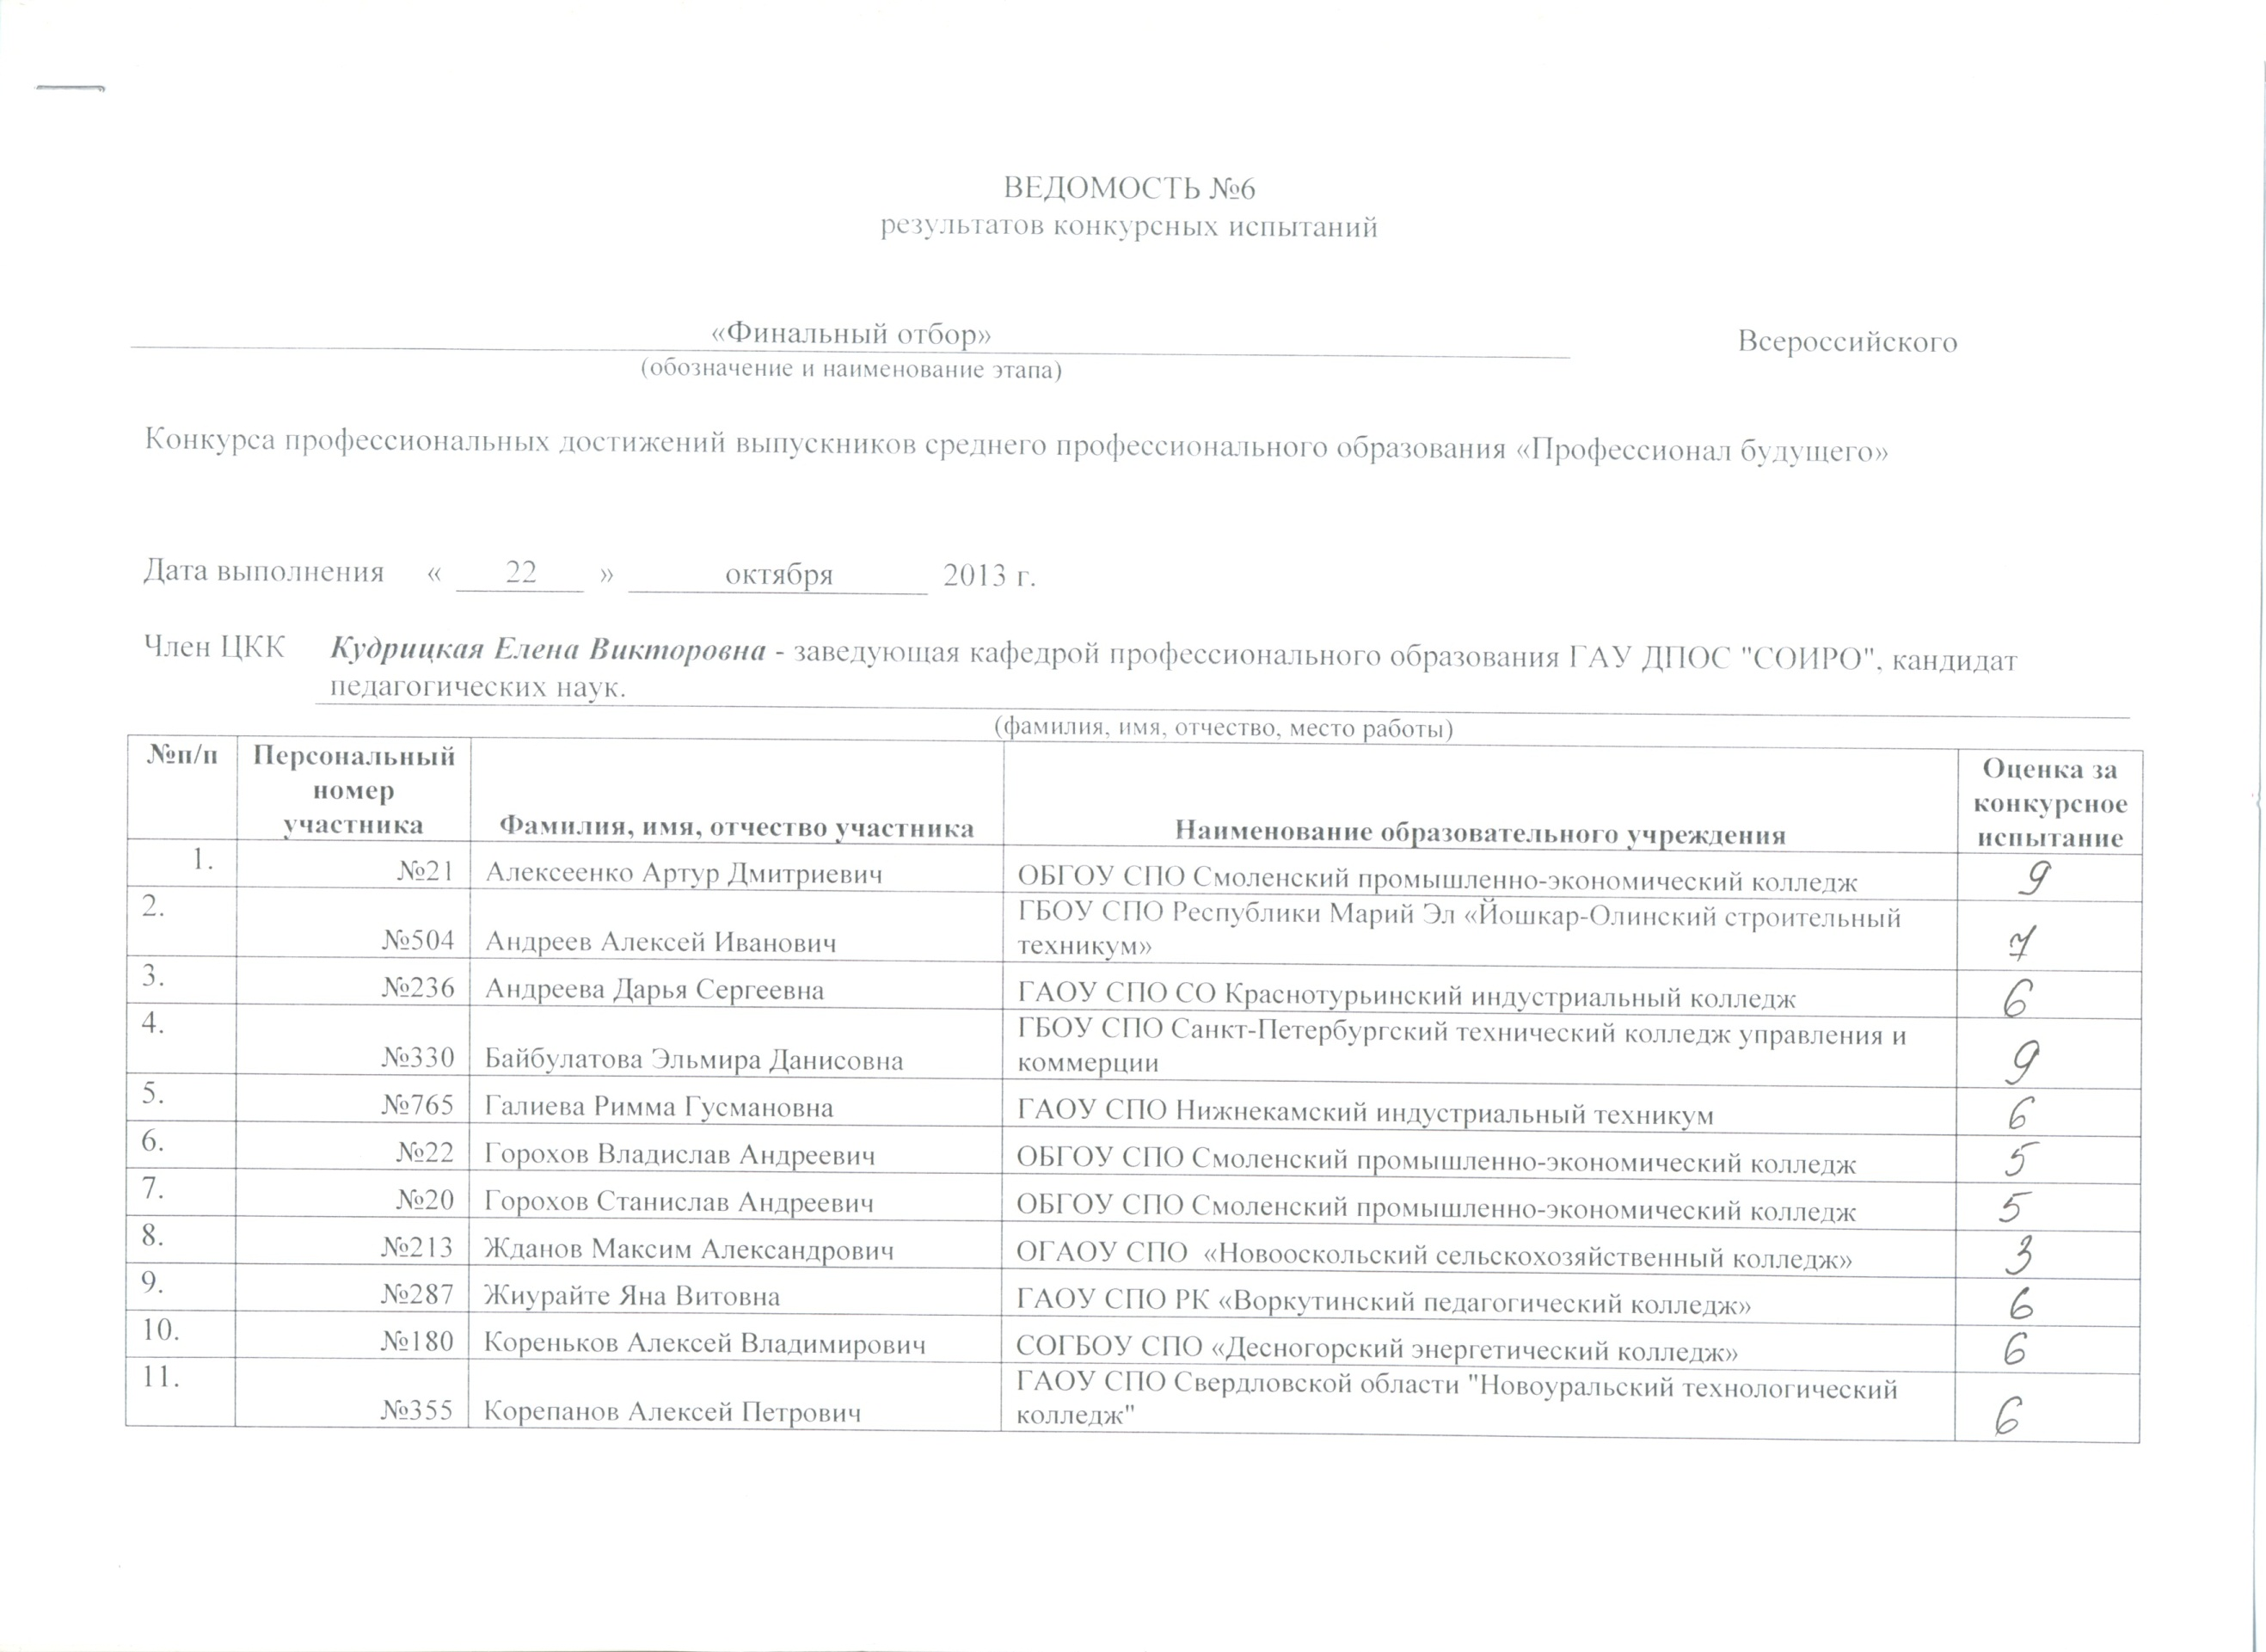 ВЕДОМОСТЬ №6
результатов конкурсных испытаний
«Финальный отбор» Всероссийского
(обозначение и наименование этапа)
Конкурса профессиональных достижений выпускников среднего профессионального образования «Профессионал будущего»
Дата выполнения « 22 » октября 2013 г.
Член ЦКК Кудрицкая Елена Викторовна - заведующая кафедрой профессионального образования ГАУ ДПОС "СОИРО", кандидат
педагогических наук.
(фамилия, имя, отчество, место работы)
№п/п Персональный номер участника Фамилия, имя, отчество участника Наименование образовательного учреждения Оценка за конкурсное испытание
1. №21 Алексеенко Артур Дмитриевич ОБГОУ СПО Смоленский промышленно-экономический колледж 9
2. №504 Андреев Алексей Иванович ГБОУ СПО Республики Марий Эл «Йошкар-Олинский строительный
техникум» 7
3. №236 Андреева Дарья Сергеевна ГАОУ СПО СО Краснотурьинский индустриальный колледж 6
4. №330 Байбулатова Эльмира Данисовна ГБОУ СПО Санкт-Петербургский технический колледж управления и
коммерции 9
5. №765 Галиева Римма Гусмановна ГАОУ СПО Нижнекамский индустриальный техникум 6
6. №22 Горохов Владислав Андреевич ОБГОУ СПО Смоленский промышленно-экономический колледж 5
7. №20 Горохов Станислав Андреевич ОБГОУ СПО Смоленский промышленно-экономический колледж 5
8. №213 Жданов Максим Александрович ОГАОУ СПО «Новооскольский сельскохозяйственный колледж» 3
9. №287 Жиурайте Яна Витовна ГАОУ СПО РК «Воркутинский педагогический колледж» 6
10. №180 Кореньков Алексей Владимирович СОГБОУ СПО «Десногорский энергетический колледж» 6
11. №355 Корепанов Алексей Петрович ГАОУ СПО Свердловской области "Новоуральский технологический
колледж" 6